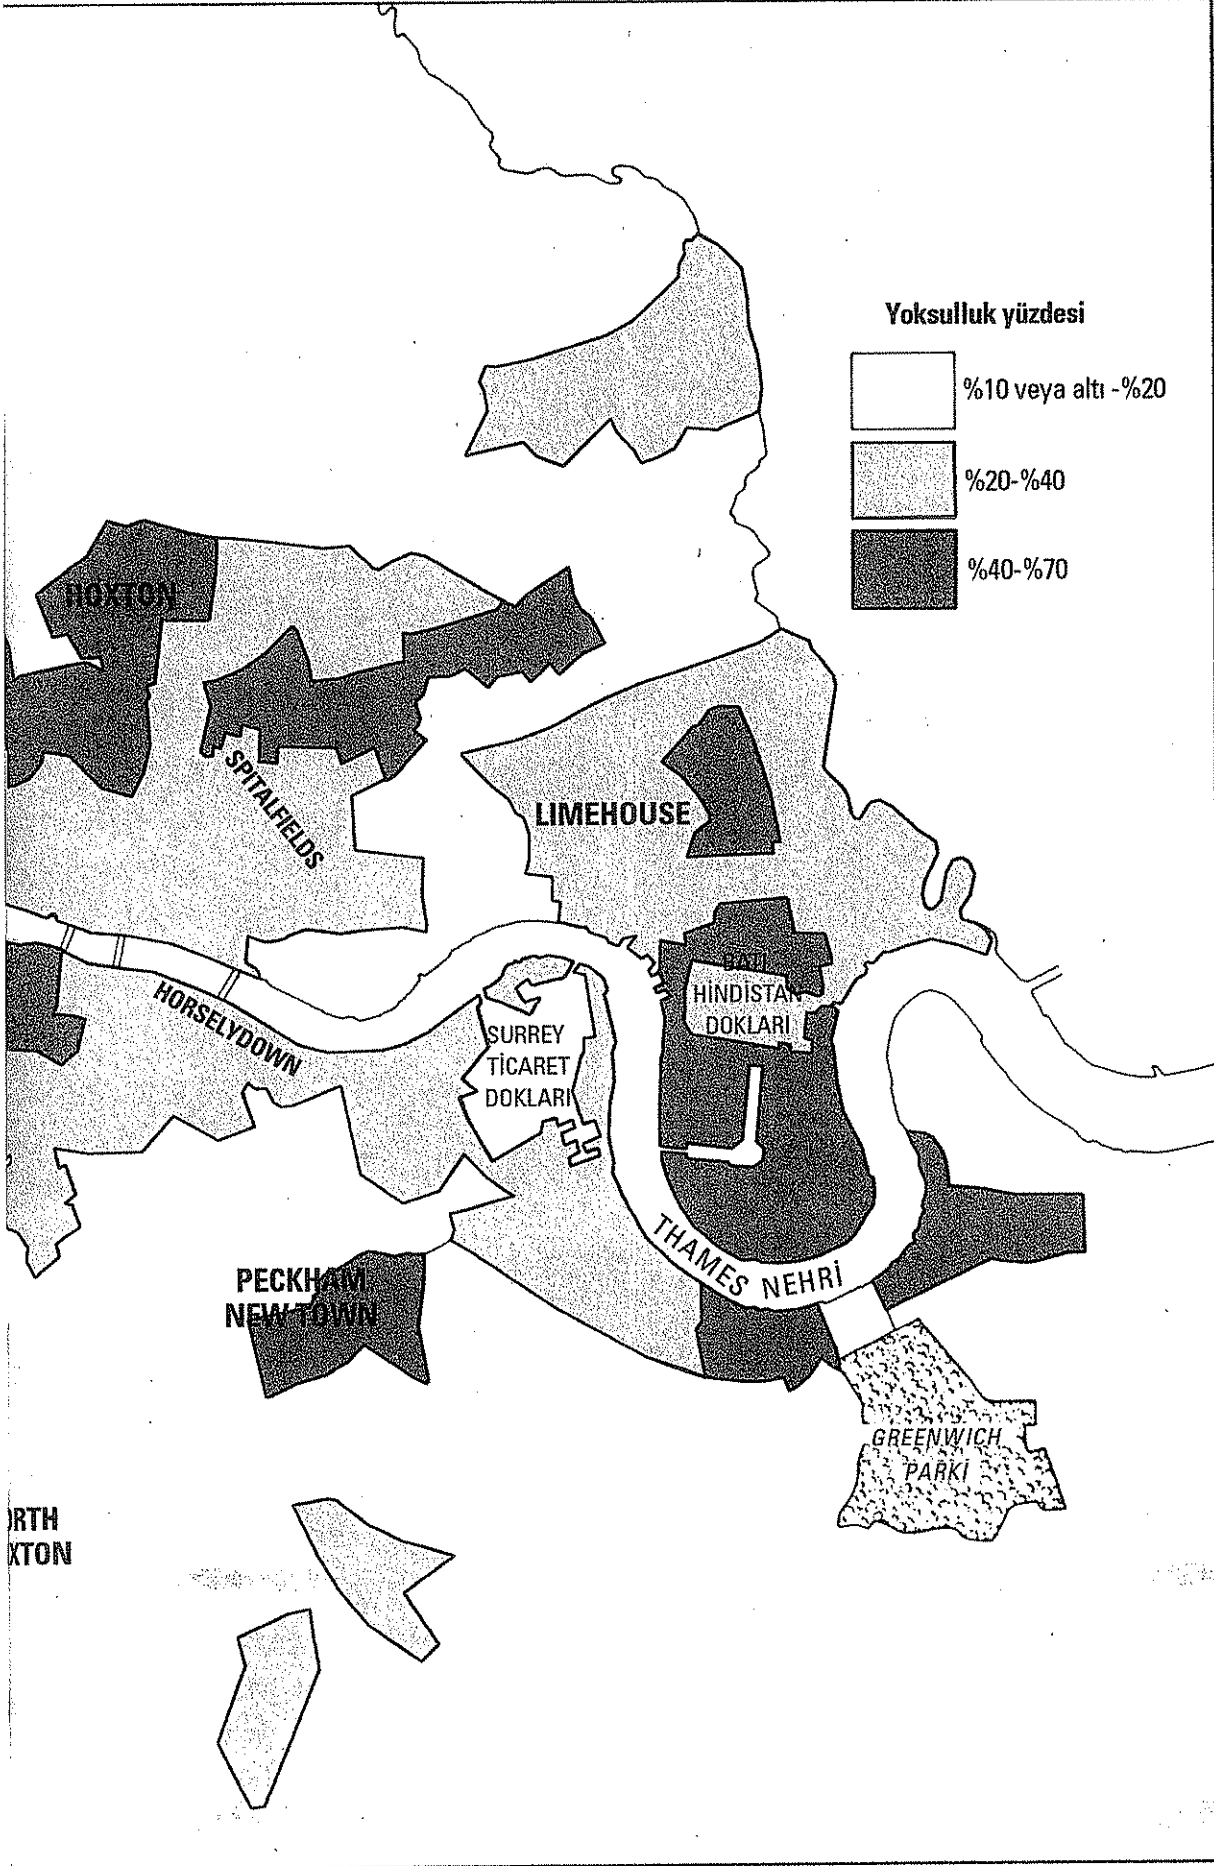 Yoksulluk yüzdesi
%10 veya altı -%20
%20-%40
%40-%70
HOXTON
SPITALFIELDS
LIMEHOUSE
BATI
HİNDİSTAN
DOKLARI
HORSELYDOWN
SURREY
TİCARET
DOKLARI
THAMES NEHRİ
PECKHAM
NEW TOWN
GREENWICH
PARKİ
ORTH
XTON